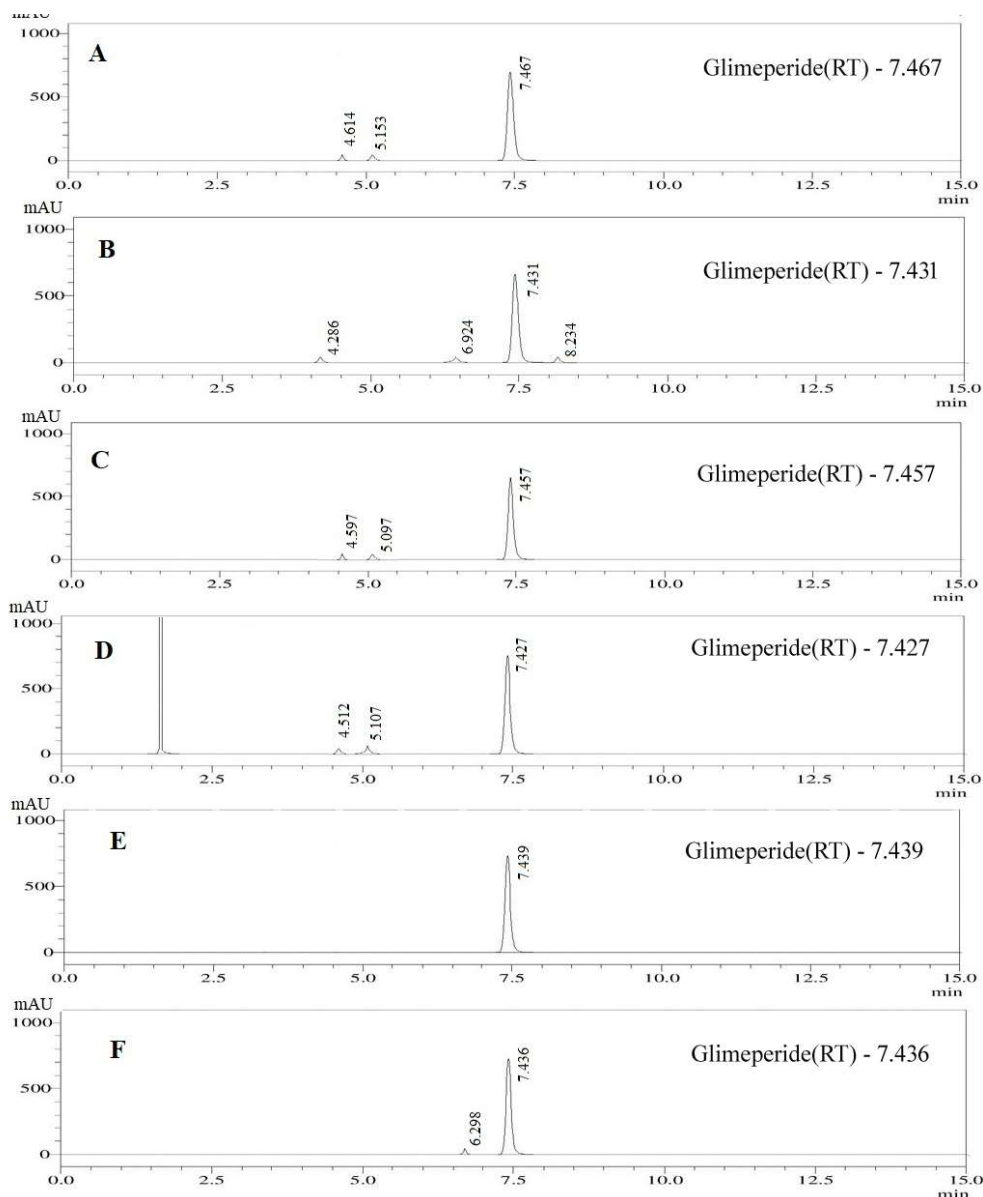 mAU
1000
A
Glimeperide(RT) - 7.467
7.467
500
4.614
5.153
0
0.0 2.5 5.0 7.5 10.0 12.5 15.0
min
mAU
1000
B
Glimeperide(RT) - 7.431
7.431
500
4.286
6.924
8.234
0
0.0 2.5 5.0 7.5 10.0 12.5 15.0
min
mAU
1000
C
Glimeperide(RT) - 7.457
7.457
500
4.597
5.097
0
0.0 2.5 5.0 7.5 10.0 12.5 15.0
min
mAU
1000
D
Glimeperide(RT) - 7.427
7.427
500
4.512
5.107
0
0.0 2.5 5.0 7.5 10.0 12.5 15.0
min
mAU
1000
E
Glimeperide(RT) - 7.439
7.439
500
0
0.0 2.5 5.0 7.5 10.0 12.5 15.0
min
mAU
1000
F
Glimeperide(RT) - 7.436
7.436
500
6.298
0
0.0 2.5 5.0 7.5 10.0 12.5 15.0
min